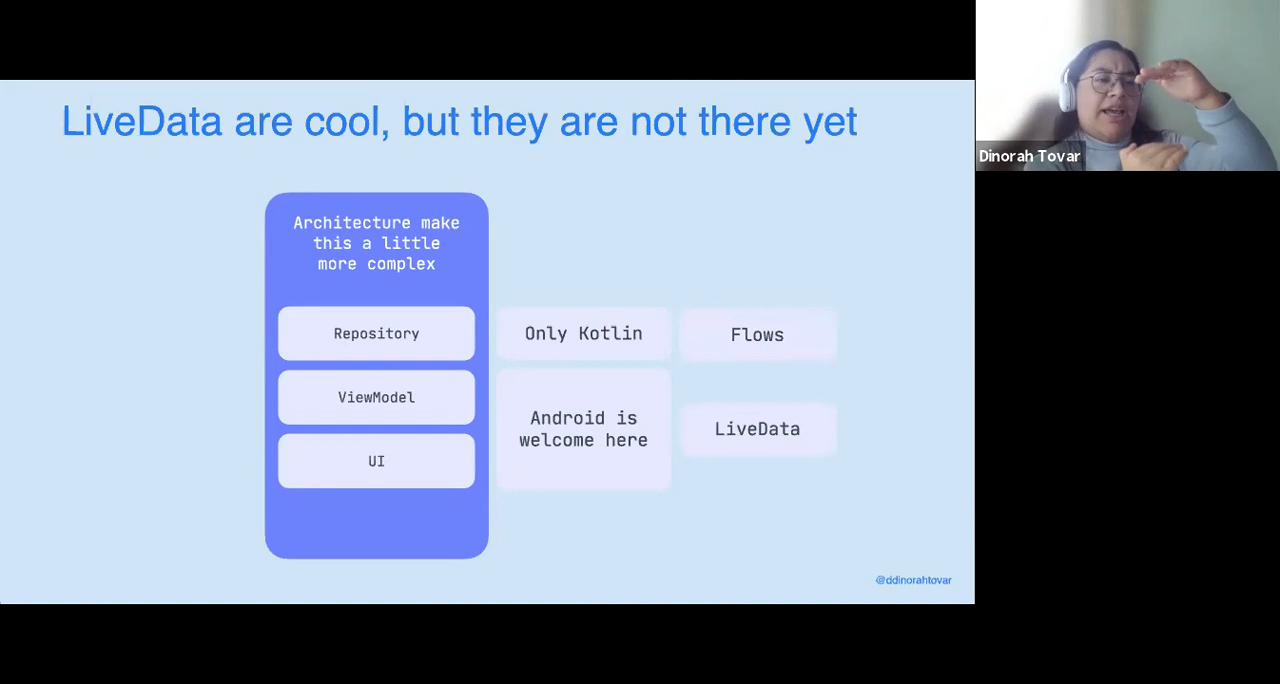 LiveData are cool, but they are not there yet
Dinorah Tovar
Architecture make
this a little
more complex
Repository
Only Kotlin
Flows
ViewModel
Android is
welcome here
LiveData
UI
@ddinorahtovar